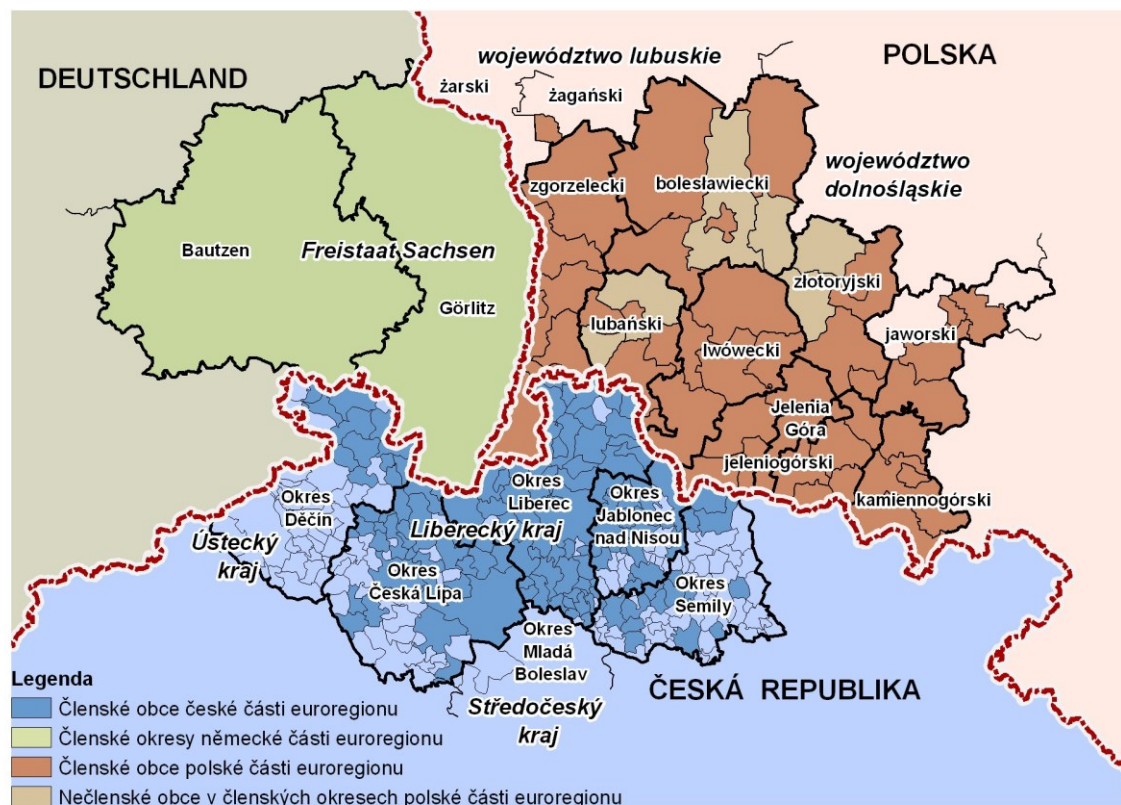 DEUTSCHLAND
województwo lubuskie
POLSKA
żarski
żagański
województwo
dolnośląskie
zgorzelecki
bolesławiecki
Bautzen
Freistaat Sachsen
Görlitz
złotoryjski
lubański
lwówecki
jaworski
Jelenia
Góra
jeleniogórski
kamiennogórski
Okres
Děčín
Ústecký
kraj
Okres
Liberec
Liberecký kraj
Okres
Jablonec
nad Nisou
Okres
Česká Lípa
Okres
Semily
Okres
Mladá
Boleslav
Středočeský
kraj
ČESKÁ REPUBLIKA
Legenda
Členské obce české části euroregionu
Členské okresy německé části euroregionu
Členské obce polské části euroregionu
Nečlenské obce v členských okresech polské části euroregionu